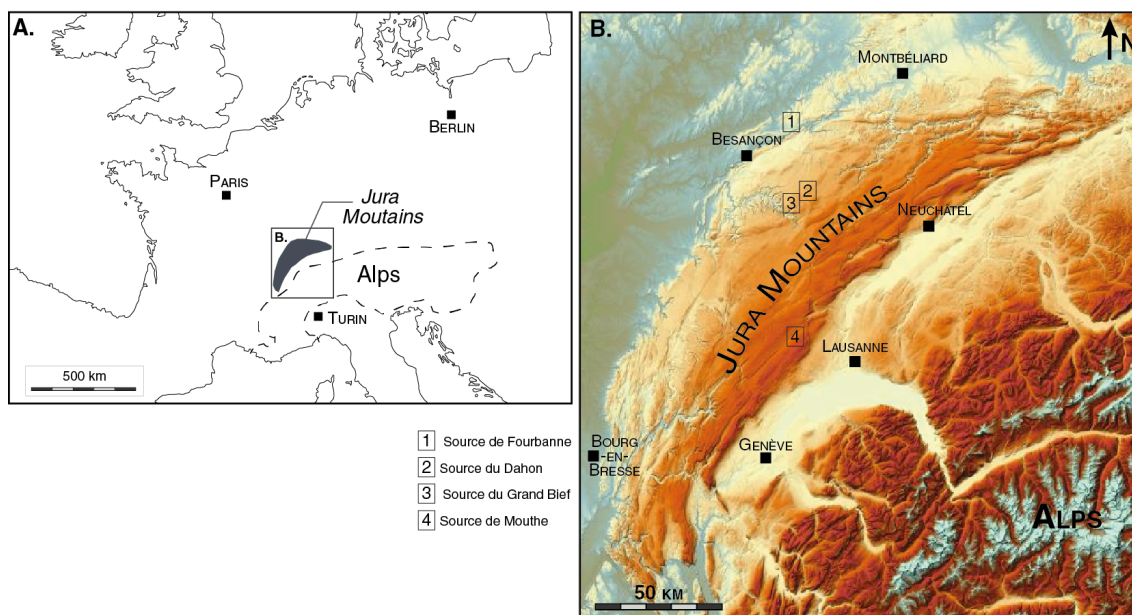 A.
BERLIN
PARIS
Jura
Moutains
B.
Alps
TURIN
500 km
1 Source de Fourbanne
2 Source du Dahon
3 Source du Grand Bief
4 Source de Mouthe
B.
N
MONTBÉLIARD
1
BESANÇON
2
3
NEUCHÂTEL
JURA MOUNTAINS
4
LAUSANNE
GENÈVE
BOURG
-EN-
BRESSE
ALPS
50 KM